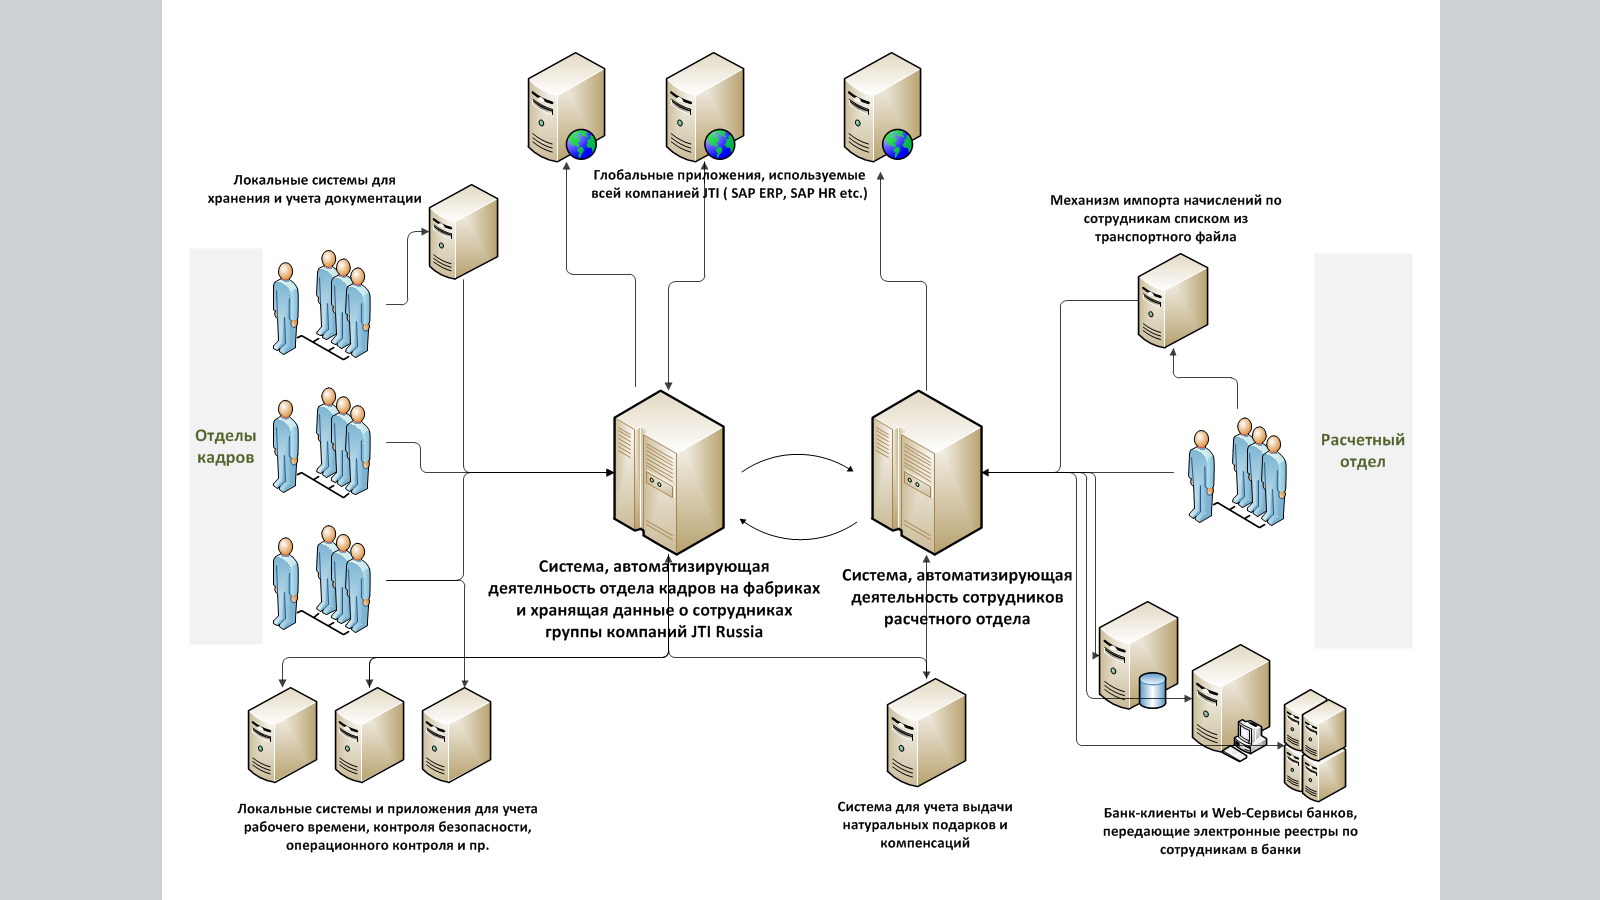 Глобальные приложения, используемые
всей компанией JTI ( SAP ERP, SAP HR etc.)
Локальные системы для
хранения и учета документации
Механизм импорта начислений по
сотрудникам списком из
транспортного файла
Отделы
кадров
Расчетный
отдел
Система, автоматизирующая
деятелньость отдела кадров на фабриках
и хранящая данные о сотрудниках
группы компаний JTI Russia
Система, автоматизирующая
деятельность сотрудников
расчетного отдела
Локальные системы и приложения для учета
рабочего времени, контроля безопасности,
операционного контроля и пр.
Система для учета выдачи
натуральных подарков и
компенсаций
Банк-клиенты и Web-Сервисы банков,
передающие электронные реестры по
сотрудникам в банки